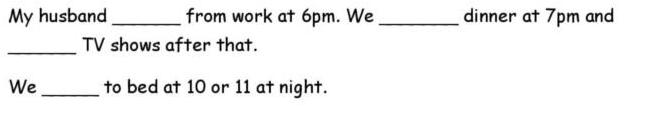 My husband _______ from work at 6pm. We ________ dinner at 7pm and
_______ TV shows after that.
We ______ to bed at 10 or 11 at night.